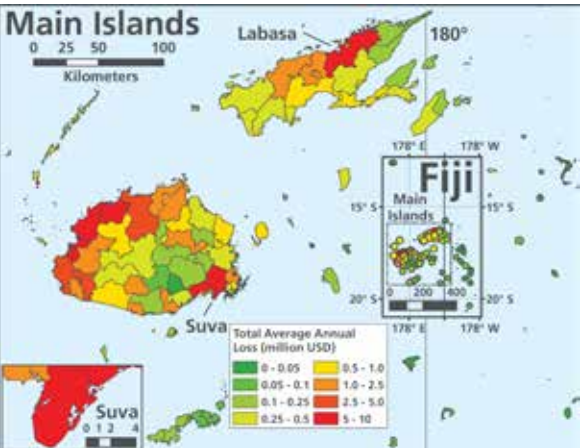 Main Islands
0 25 50 100
Kilometers
Labasa
180°
178° E 178° W
Fiji
Main
Islands
15° S
0 200 400
20° S
178° E 178° W
Suva
Total Average Annual
Loss (million USD)
0 - 0.05
0.05 - 0.1
0.1 - 0.25
0.25 - 0.5
0.5 - 1.0
1.0 - 2.5
2.5 - 5.0
5 - 10
Suva
0 1 2 4